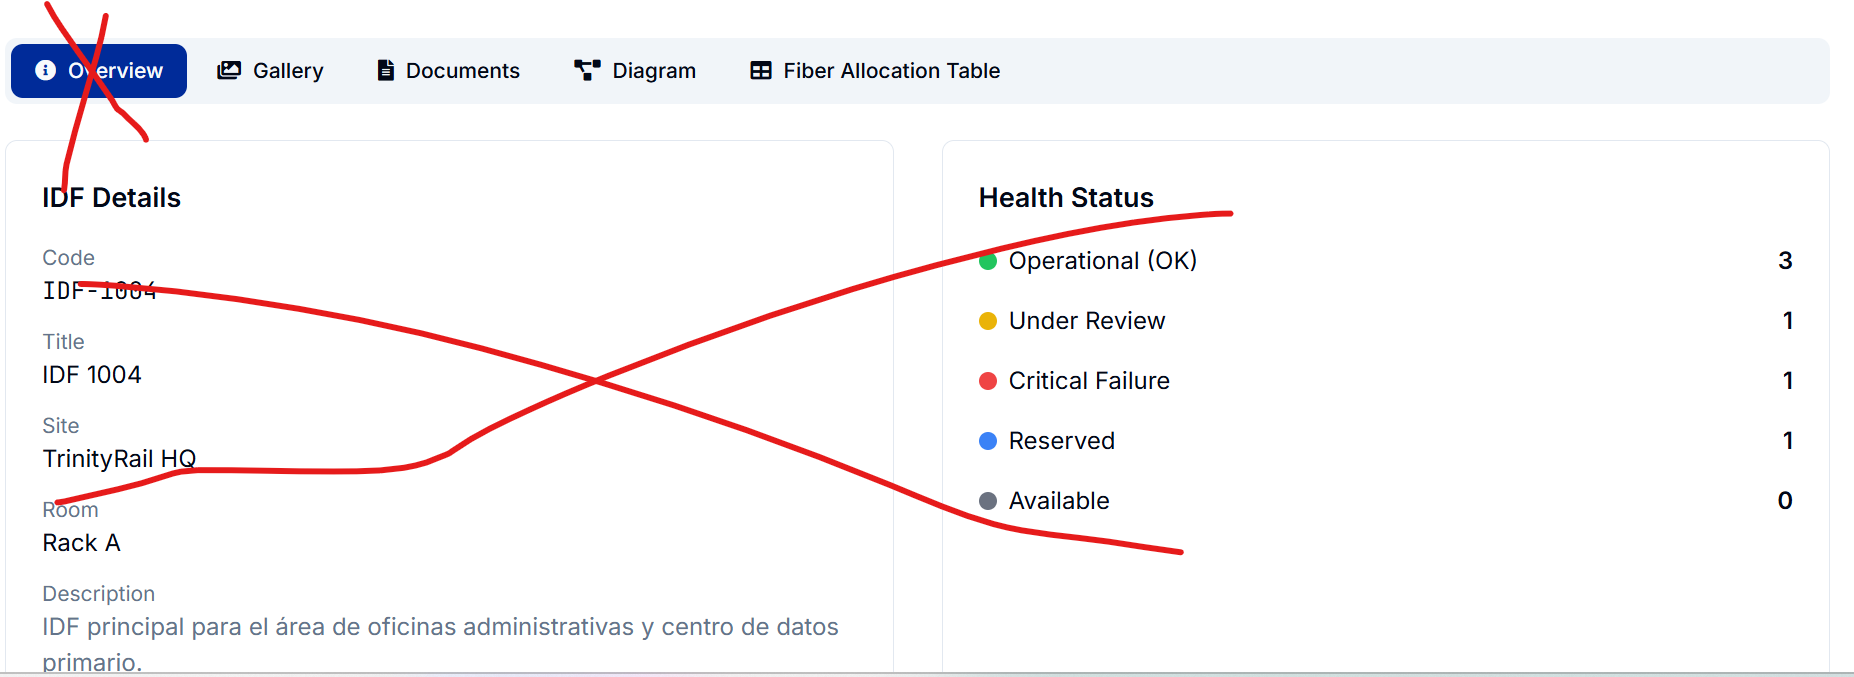 Overview Gallery Documents Diagram Fiber Allocation Table
IDF Details
Code
IDF-1004
Title
IDF 1004
Site
TrinityRail HQ
Room
Rack A
Description
IDF principal para el área de oficinas administrativas y centro de datos
primario.
Health Status
Operational (OK) 3
Under Review 1
Critical Failure 1
Reserved 1
Available 0